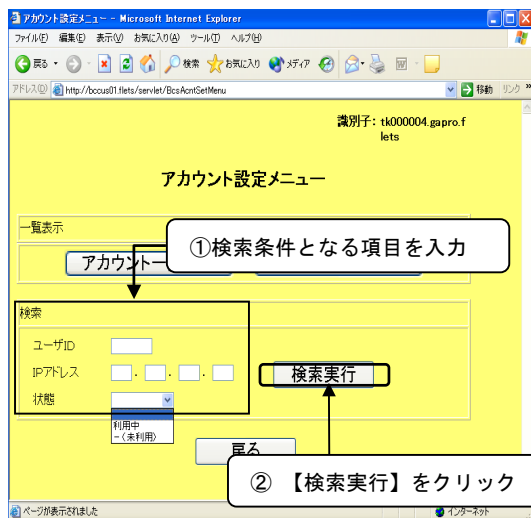 アカウント設定メニュー - Microsoft Internet Explorer
ファイル(F) 編集(E) 表示(V) お気に入り(A) ツール(T) ヘルプ(H)
戻る 検索 お気に入り メディア
アドレス(D) http://bccus01.flets/servlet/BcsAcntSetMenu 移動 リンク »
識別子: tk000004.gapro.f
lets
アカウント設定メニュー
一覧表示
①検索条件となる項目を入力
アカウント一
検索
ユーザID
IPアドレス . . .
検索実行
状態
利用中
-(未利用)
戻る
② 【検索実行】をクリック
ページが表示されました
インターネット